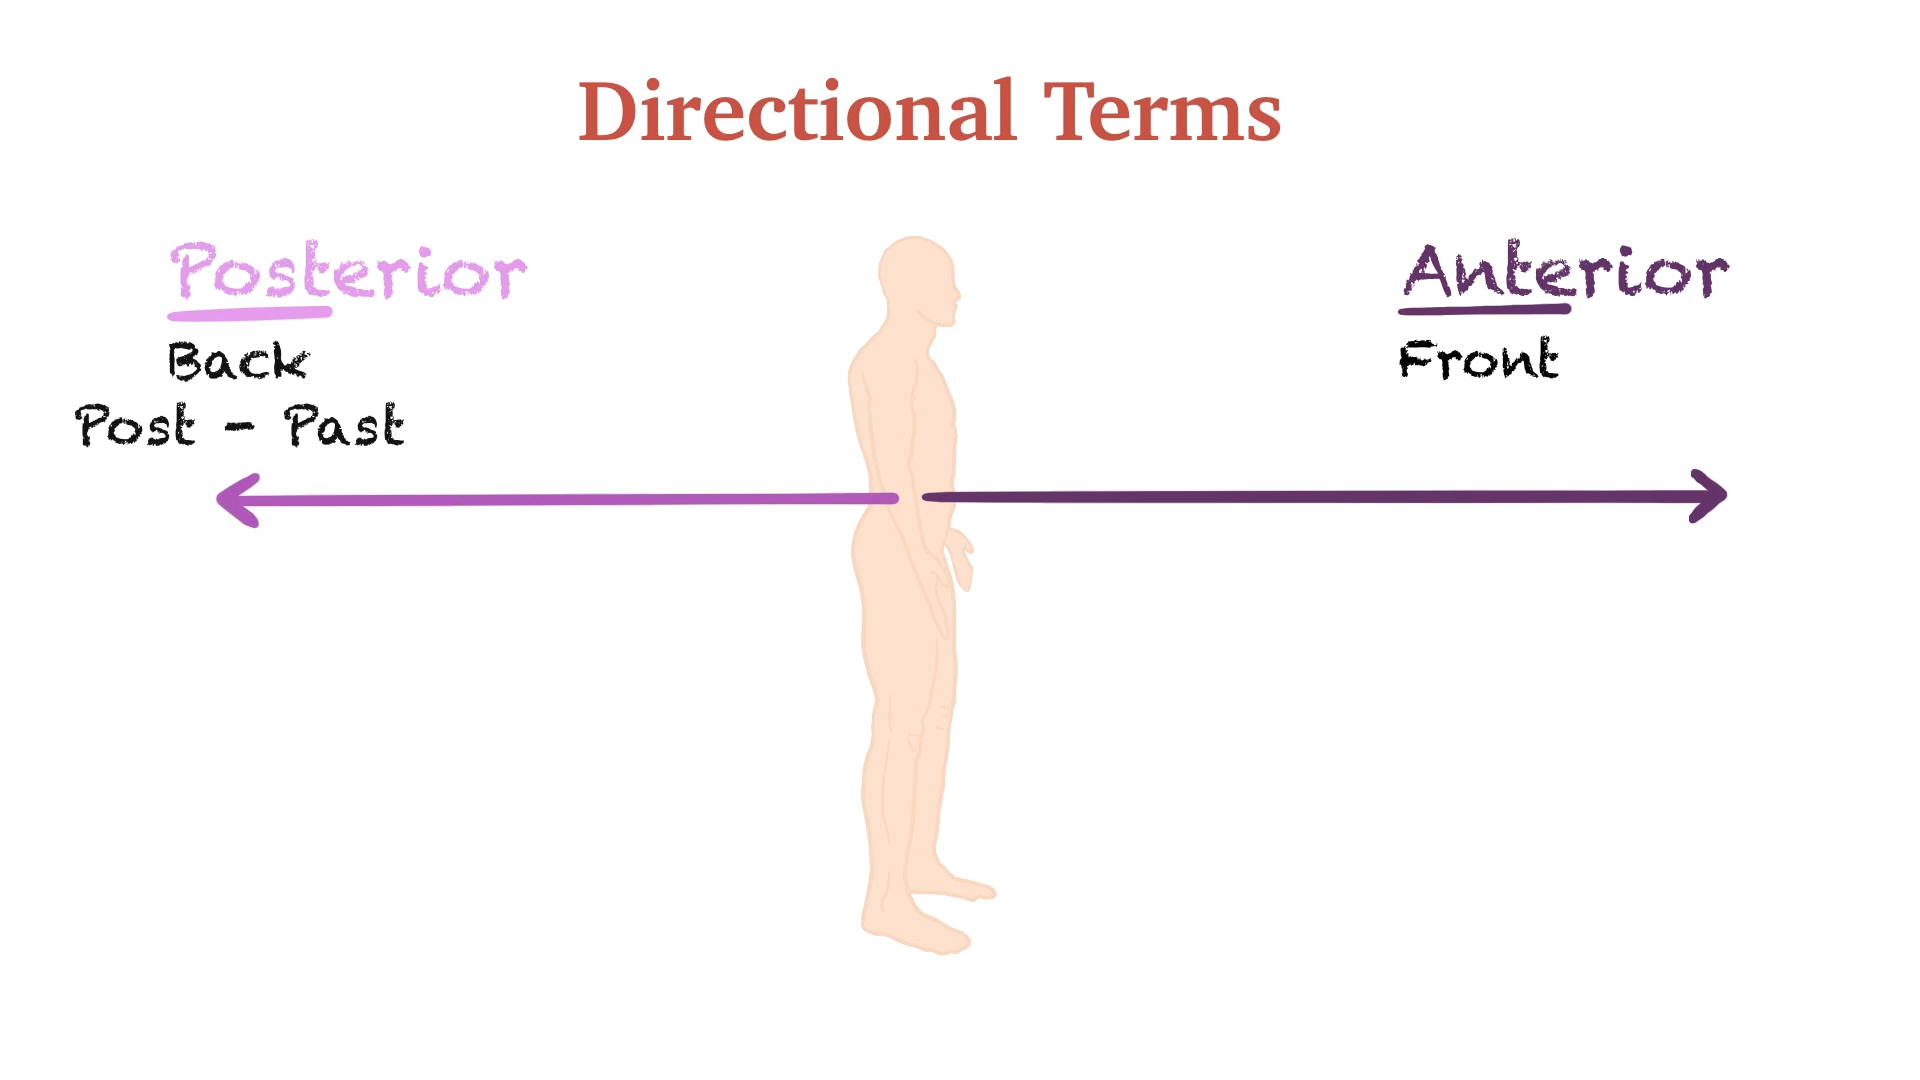 Directional Terms
Posterior
Back
Post - Past
Anterior
Front